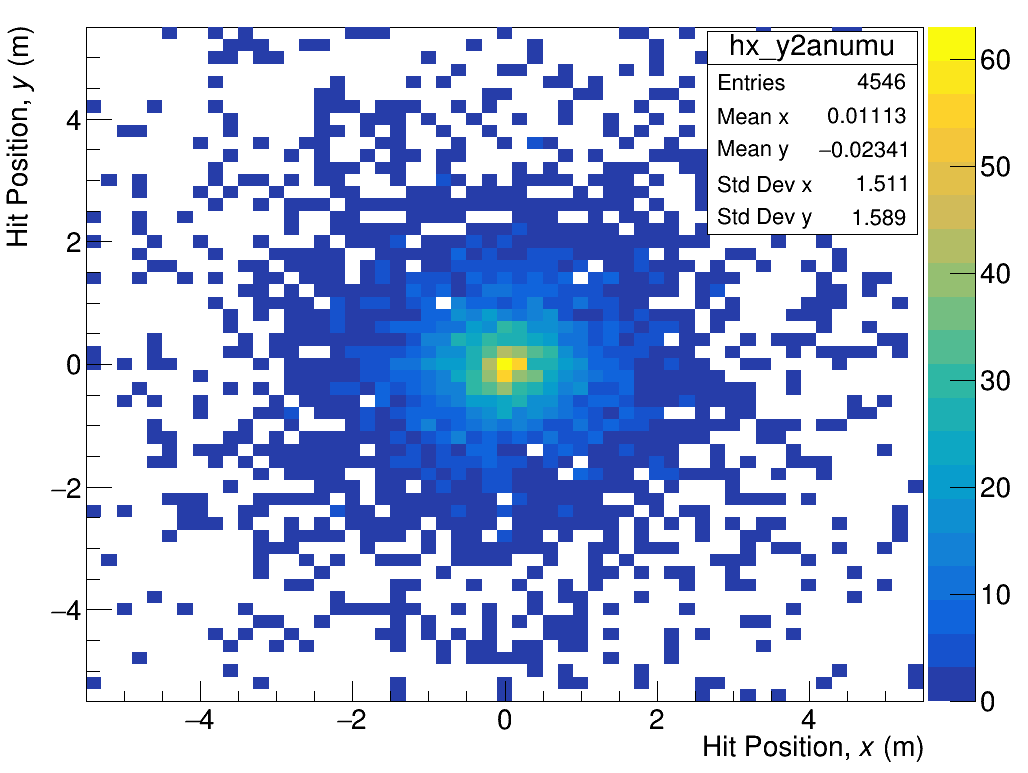 Hit Position, y (m)
hx_y2anumu
Entries 4546
Mean x 0.01113
Mean y −0.02341
Std Dev x 1.511
Std Dev y 1.589
4
2
0
−2
−4
−4 −2 0 2 4
Hit Position, x (m)
60
50
40
30
20
10
0